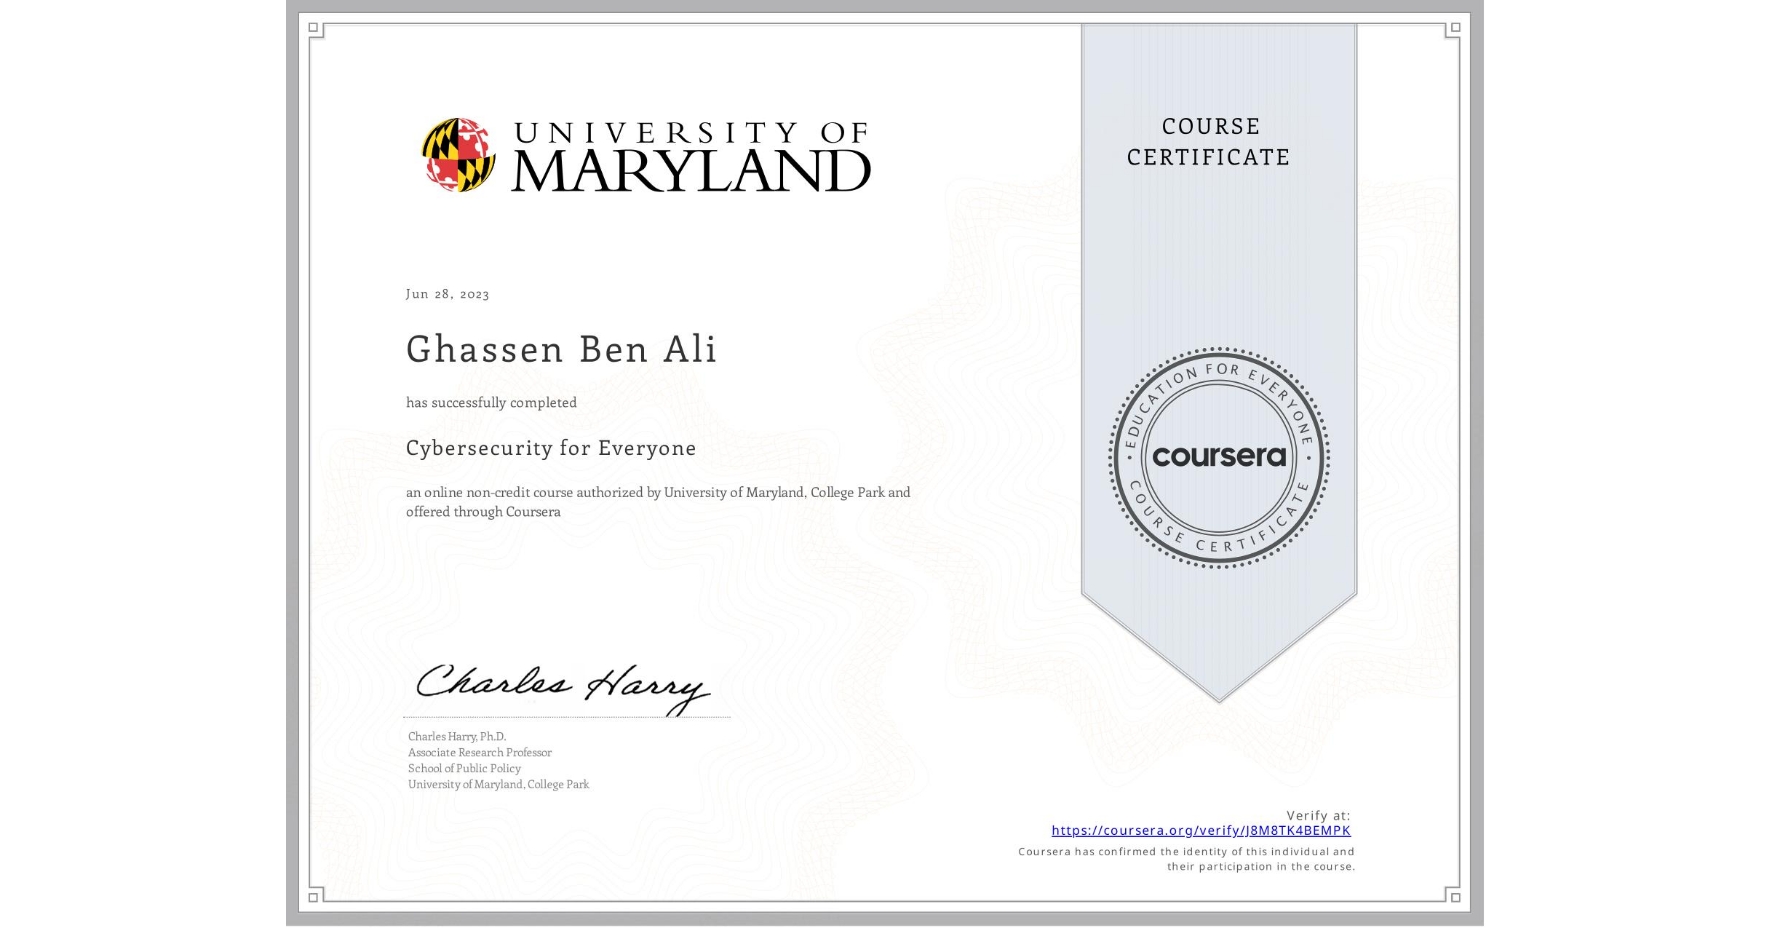 UNIVERSITY OF
MARYLAND
COURSE
CERTIFICATE
Jun 28, 2023
Ghassen Ben Ali
has successfully completed
Cybersecurity for Everyone
an online non-credit course authorized by University of Maryland, College Park and
offered through Coursera
EDUCATION FOR EVERYONE
coursera
COURSE CERTIFICATE
Charles Harry
Charles Harry, Ph.D.
Associate Research Professor
School of Public Policy
University of Maryland, College Park
Verify at:
https://coursera.org/verify/J8M8TK4BEMPK
Coursera has confirmed the identity of this individual and
their participation in the course.